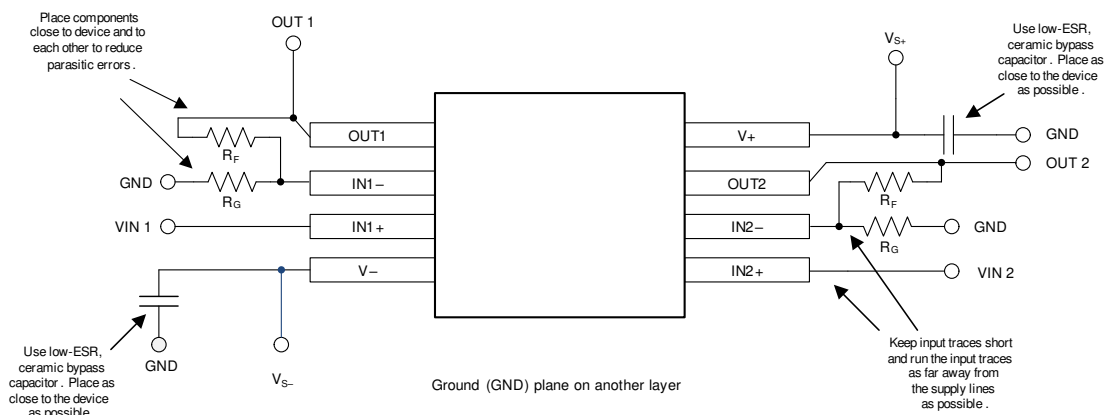 Place components
close to device and to
each other to reduce
parasitic errors .
OUT 1
VS+
Use low-ESR,
ceramic bypass
capacitor . Place as
close to the device
as possible .
OUT1
V+
GND
RF
OUT 2
GND
IN1−
OUT2
RF
RG
VIN 1
IN1+
IN2−
GND
RG
V−
IN2+
VIN 2
Use low-ESR,
ceramic bypass
capacitor . Place as
close to the device
as possible
GND
VS−
Ground (GND) plane on another layer
Keep input traces short
and run the input traces
as far away from
the supply lines
as possible .